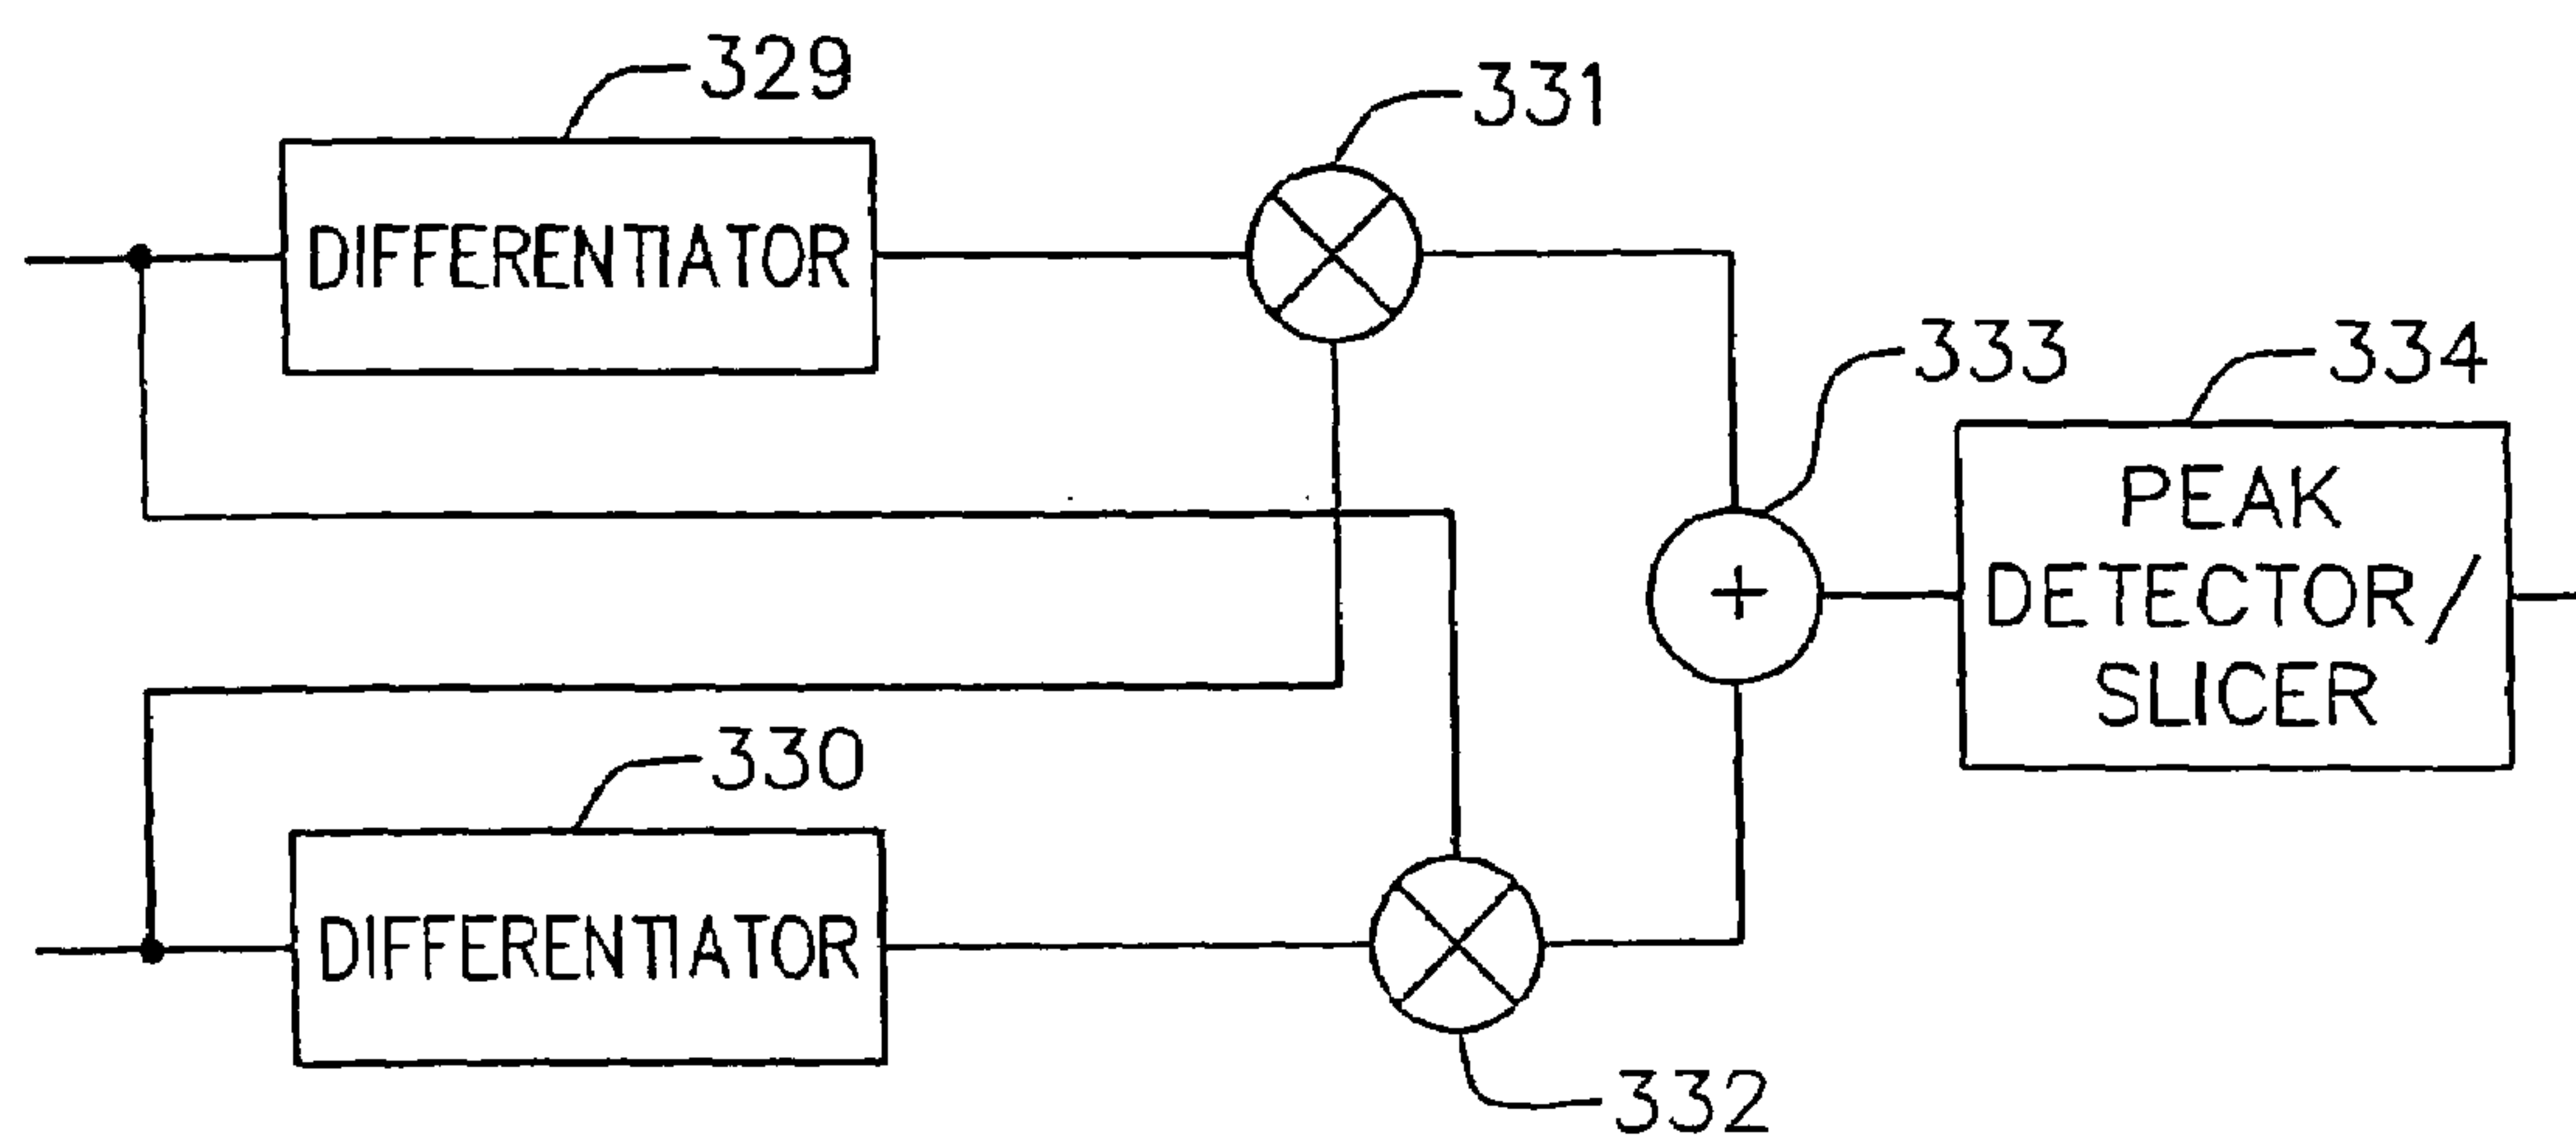 329
331
DIFFERENTIATOR
333
334
PEAK
DETECTOR/
SLICER
330
DIFFERENTIATOR
332
+